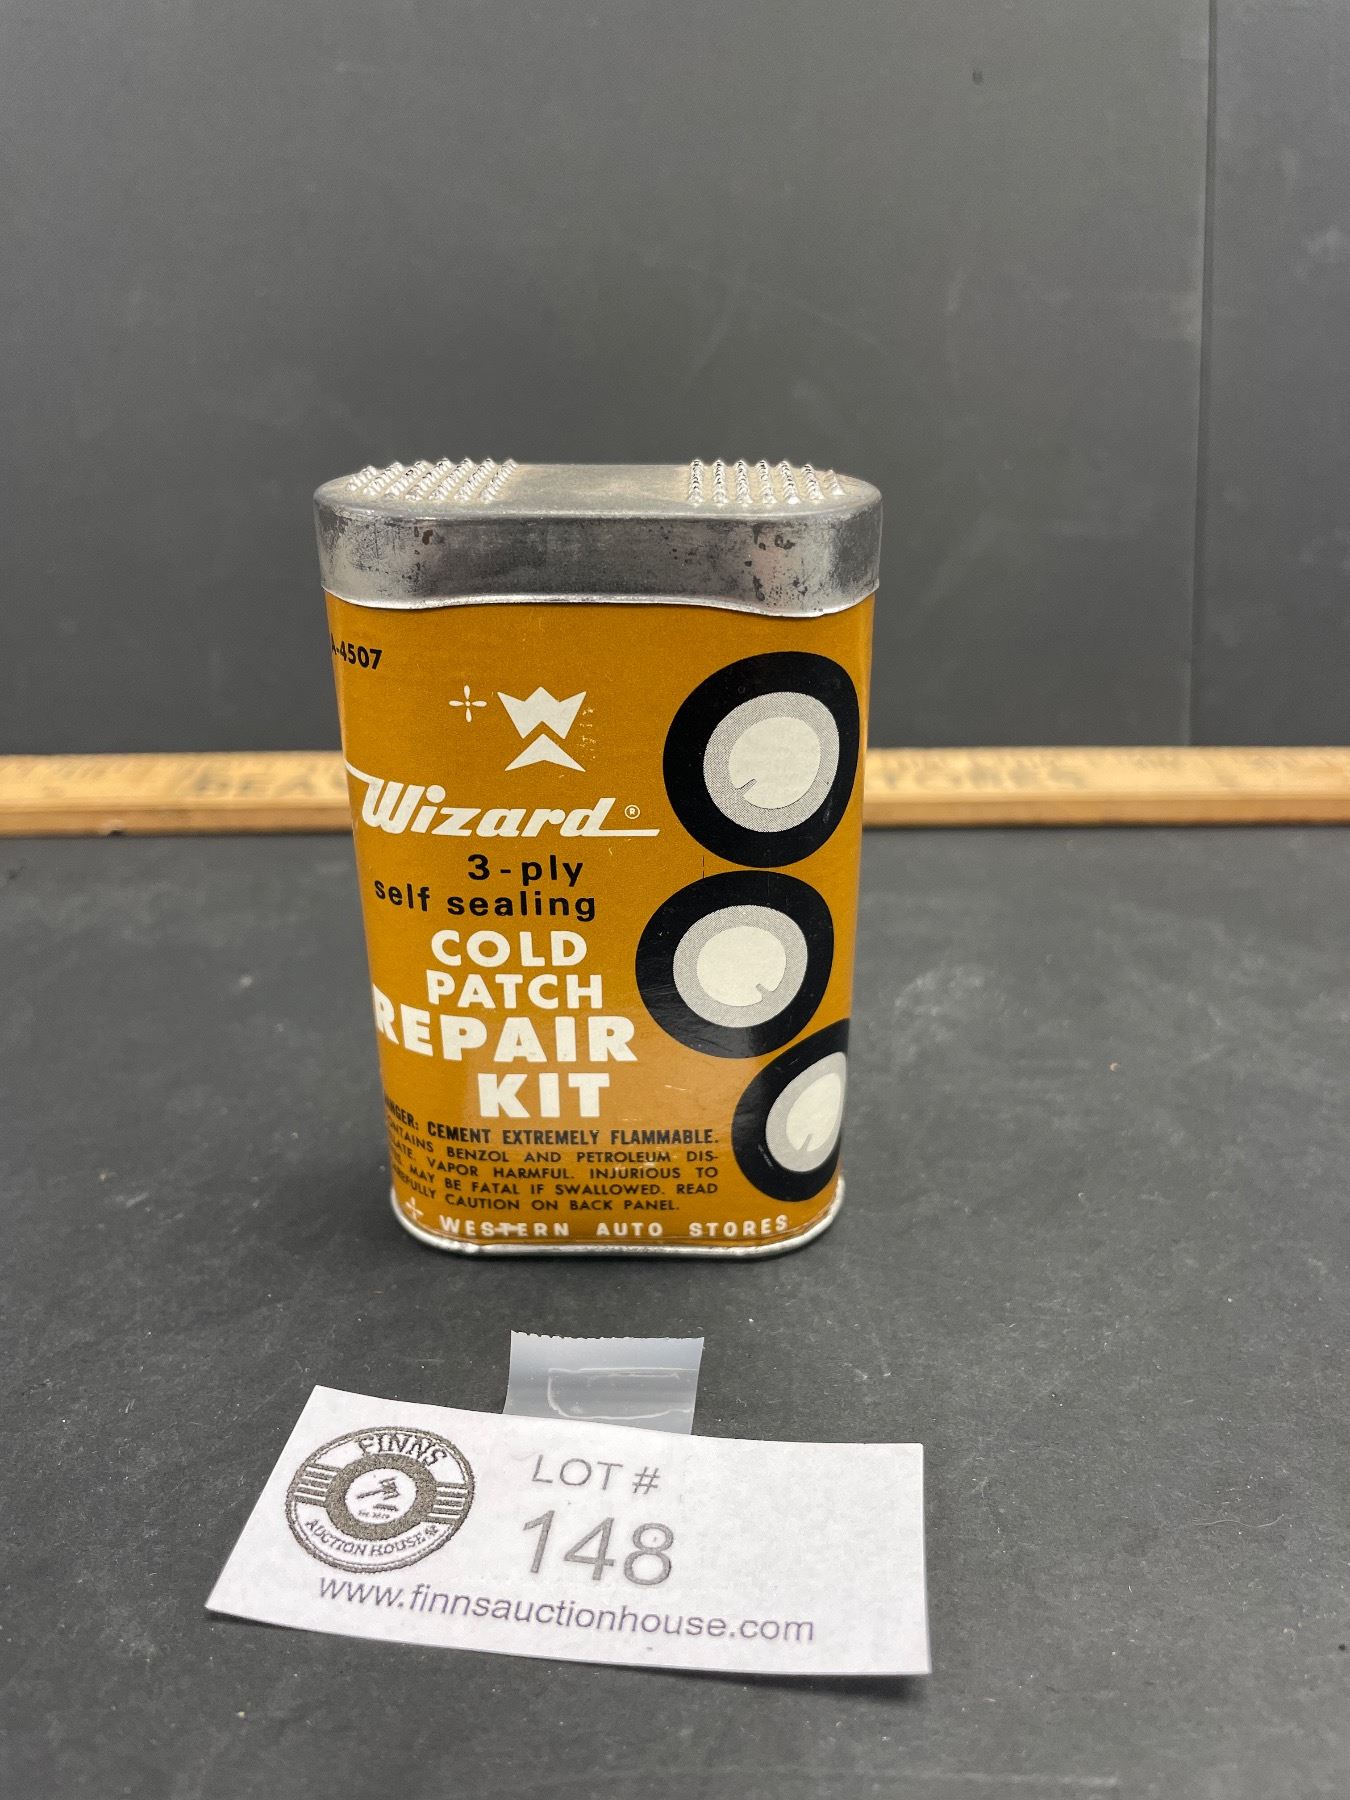 A-4507
Wizard®
3-ply
self sealing
COLD
PATCH
REPAIR
KIT
CEMENT EXTREMELY FLAMMABLE.
BENZOL AND PETROLEUM DIS-
VAPOR HARMFUL. INJURIOUS TO
MAY BE FATAL IF SWALLOWED. READ
CAUTION ON BACK PANEL.
WESTERN AUTO STORES
FINNS
AUCTION HOUSE
LOT #
148
www.finnsauctionhouse.com